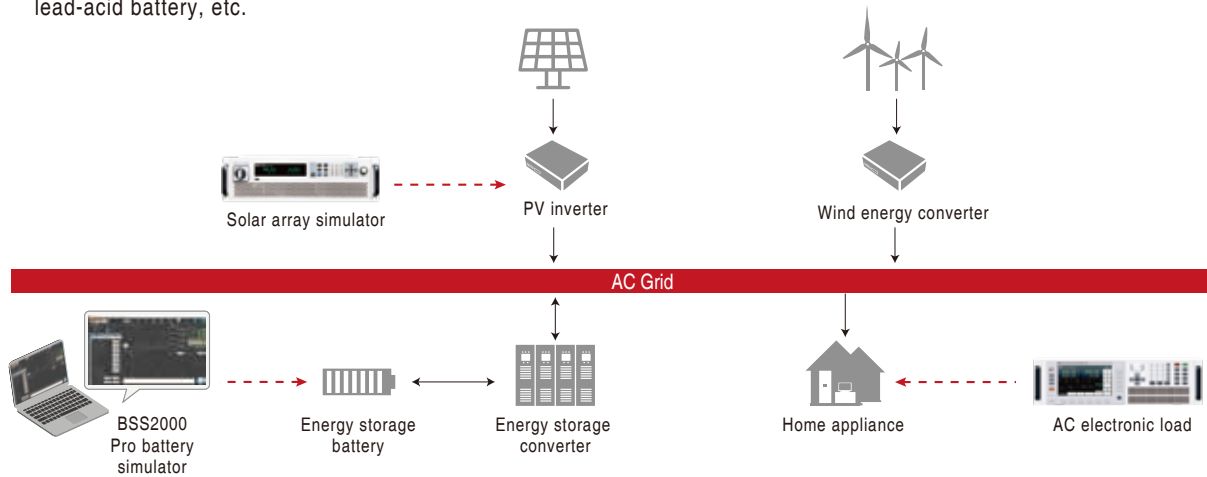 lead-acid battery, etc.
Solar array simulator
PV inverter
Wind energy converter
AC Grid
BSS2000
Pro battery
simulator
Energy storage
battery
Energy storage
converter
Home appliance
AC electronic load